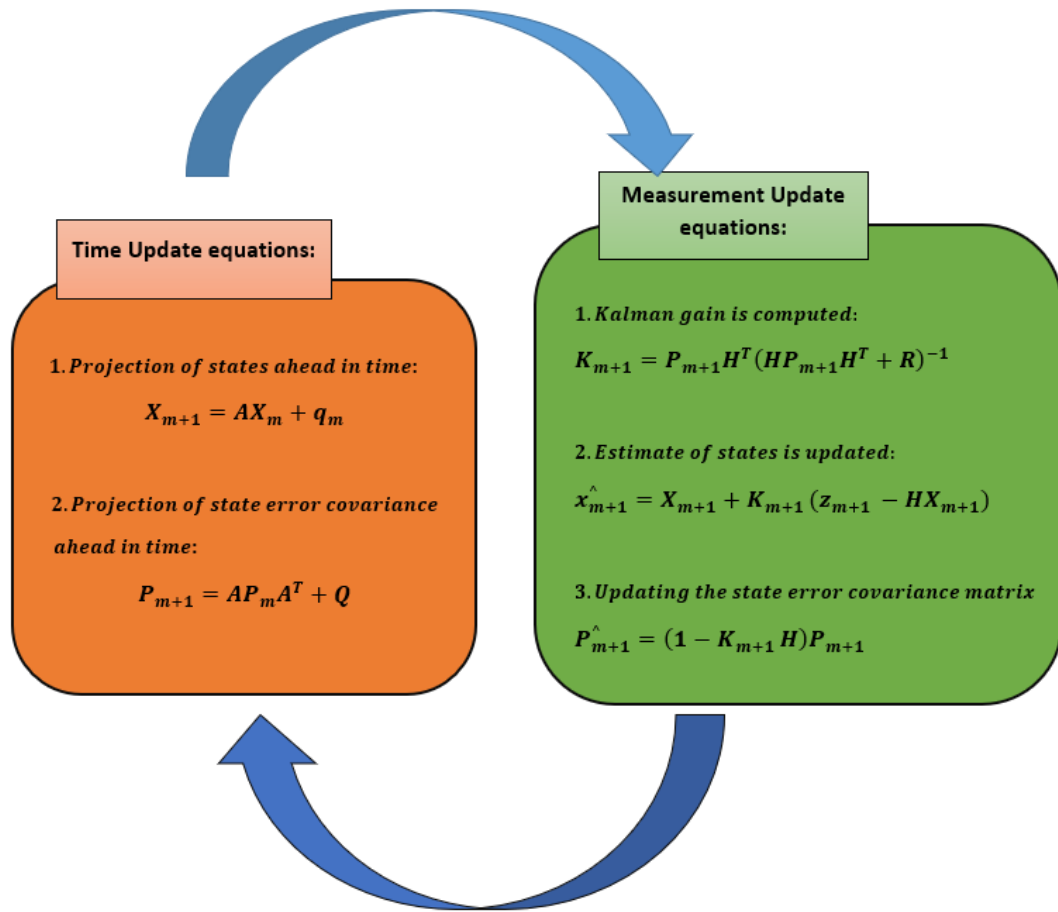 Time Update equations:
1. Projection of states ahead in time:
X_{m+1} = AX_m + q_m
2. Projection of state error covariance
ahead in time:
P_{m+1} = AP_mA^T + Q
Measurement Update
equations:
1. Kalman gain is computed:
K_{m+1} = P_{m+1}H^T(HP_{m+1}H^T + R)^{-1}
2. Estimate of states is updated:
x^^_{m+1} = X_{m+1} + K_{m+1} (z_{m+1} − HX_{m+1})
3. Updating the state error covariance matrix
P^^_{m+1} = (1 − K_{m+1} H)P_{m+1}